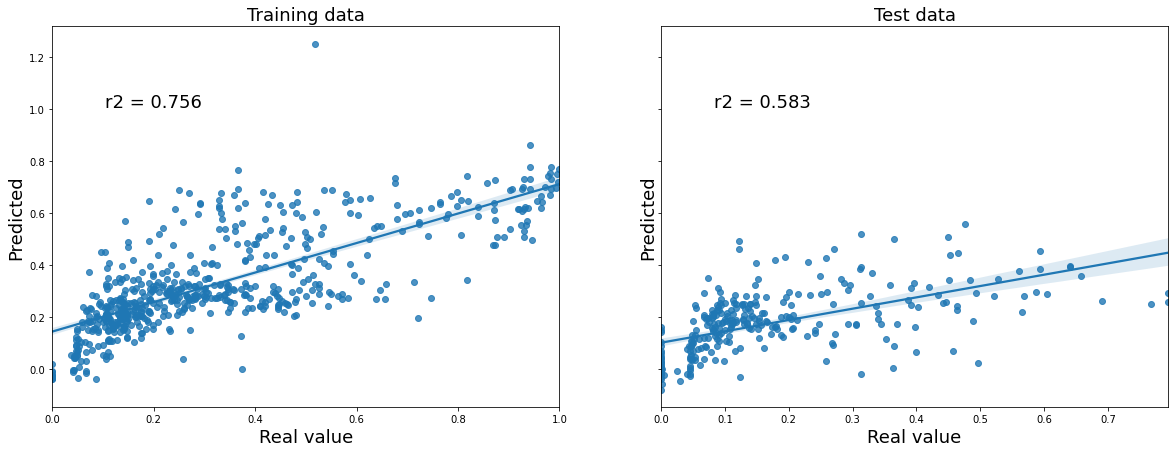 Training data
r2 = 0.756
Predicted
1.2
1.0
0.8
0.6
0.4
0.2
0.0
0.0 0.2 0.4 0.6 0.8 1.0
Real value
Test data
r2 = 0.583
Predicted
0.0 0.1 0.2 0.3 0.4 0.5 0.6 0.7
Real value